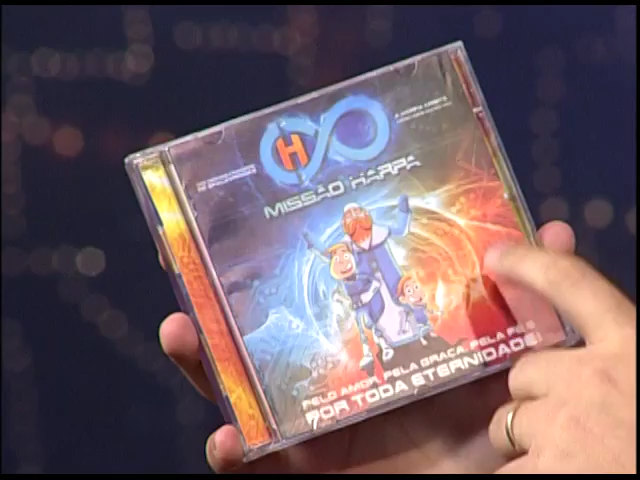 H
MISSÃO HARPA
PELO AMOR, PELA GRAÇA, PELA FÉ E
POR TODA ETERNIDADE!